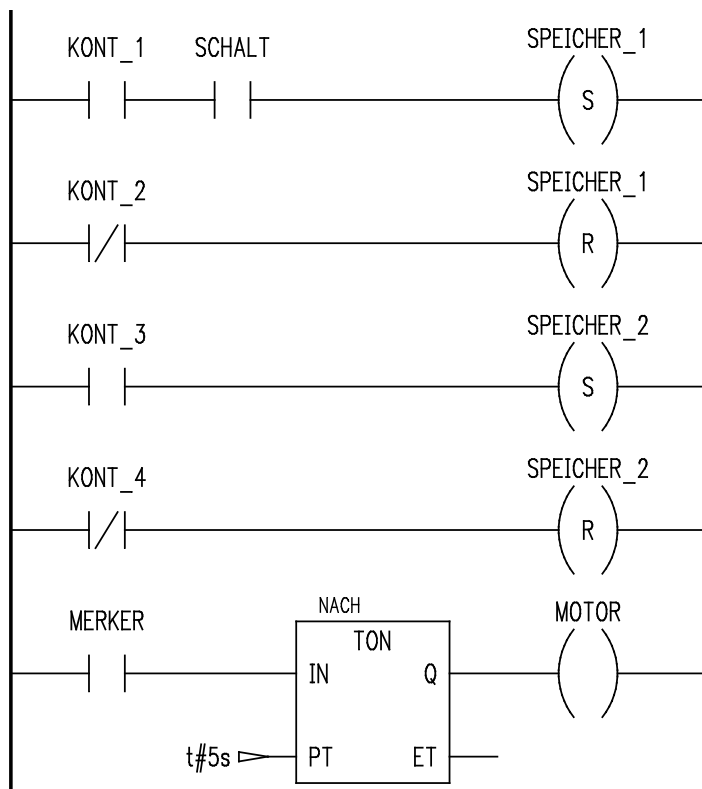 KONT_1 SCHALT SPEICHER_1
S
KONT_2 SPEICHER_1
R
KONT_3 SPEICHER_2
S
KONT_4 SPEICHER_2
R
MERKER NACH MOTOR
TON
IN Q
t#5s PT ET